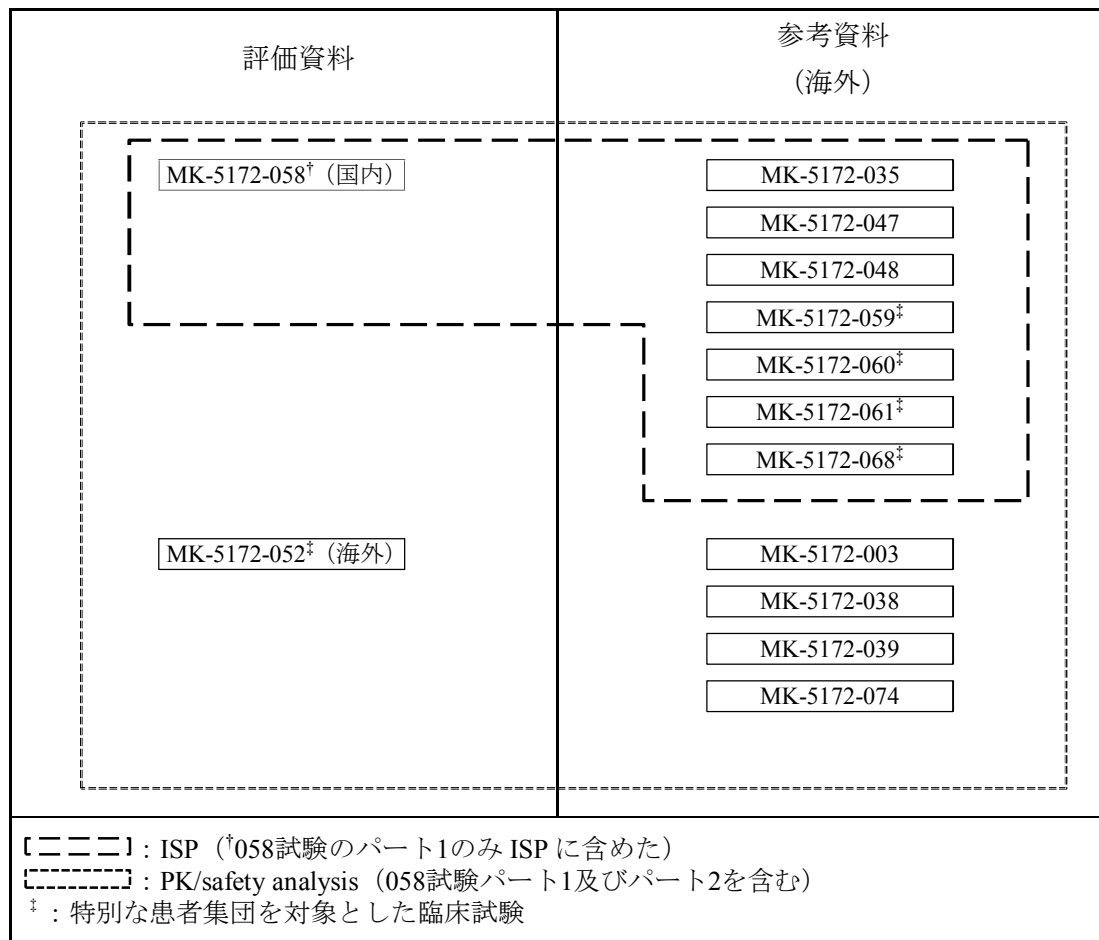 評価資料
参考資料
（海外）
MK-5172-058†（国内）
MK-5172-035
MK-5172-047
MK-5172-048
MK-5172-059‡
MK-5172-060‡
MK-5172-061‡
MK-5172-068‡
MK-5172-052‡（海外）
MK-5172-003
MK-5172-038
MK-5172-039
MK-5172-074
：ISP（†058試験のパート1のみ ISP に含めた）
：PK/safety analysis（058試験パート1及びパート2を含む）
‡：特別な患者集団を対象とした臨床試験